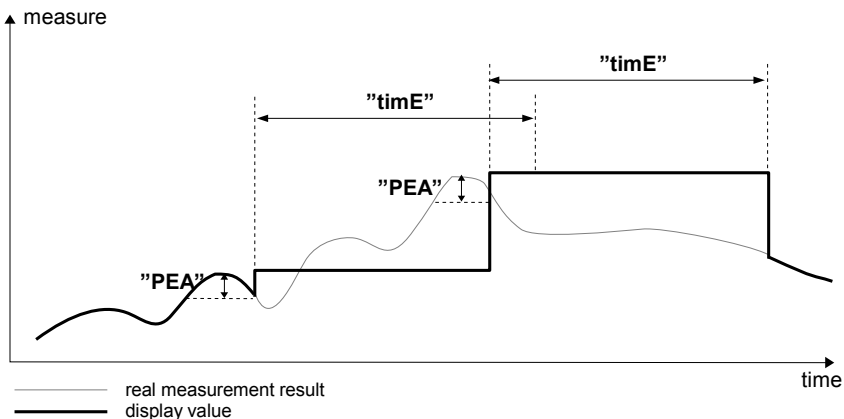 measure
”timE”
”timE”
”PEA”
”PEA”
time
real measurement result
display value